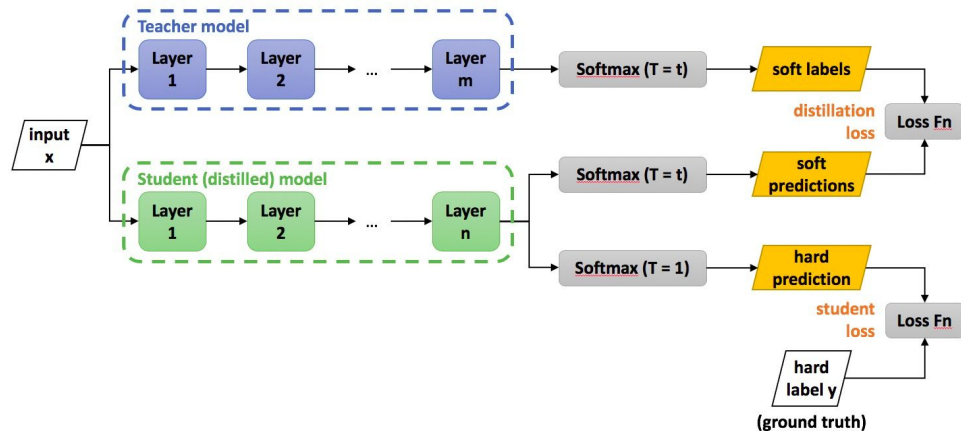 Teacher model
Layer
1
Layer
2
...
Layer
m
Softmax (T = t)
soft labels
input
x
distillation
loss
Loss Fn
Student (distilled) model
Layer
1
Layer
2
...
Layer
n
Softmax (T = t)
soft
predictions
Softmax (T = 1)
hard
prediction
student
loss
Loss Fn
hard
label y
(ground truth)